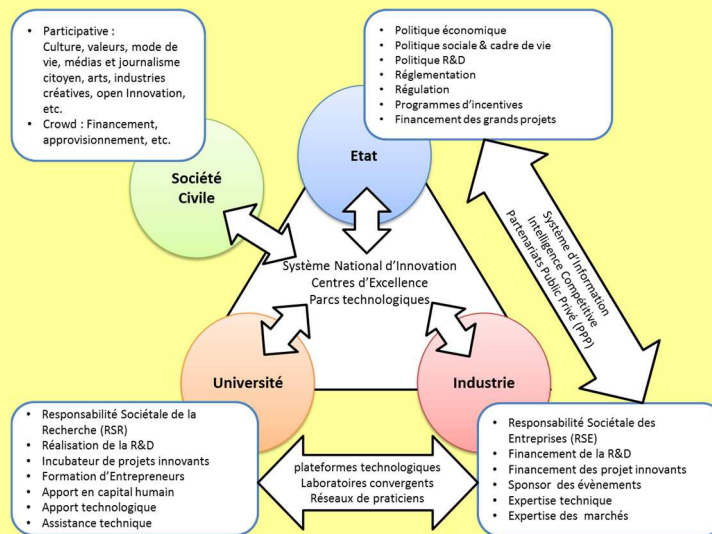 • Participative :
Culture, valeurs, mode de
vie, médias et journalisme
citoyen, arts, industries
créatives, open Innovation,
etc.
• Crowd : Financement,
approvisionnement, etc.
• Politique économique
• Politique sociale & cadre de vie
• Politique R&D
• Réglementation
• Régulation
• Programmes d'incentives
• Financement des grands projets
Société
Civile
Etat
Système National d'Innovation
Centres d'Excellence
Parcs technologiques
Système d'Information
Intelligence Compétitive
Partenariats Public Privé (PPP)
Université
Industrie
• Responsabilité Sociétale de la
Recherche (RSR)
• Réalisation de la R&D
• Incubateur de projets innovants
• Formation d'Entrepreneurs
• Apport en capital humain
• Apport technologique
• Assistance technique
plateformes technologiques
Laboratoires convergents
Réseaux de praticiens
• Responsabilité Sociétale des
Entreprises (RSE)
• Financement de la R&D
• Financement des projet innovants
• Sponsor des évènements
• Expertise technique
• Expertise des marchés